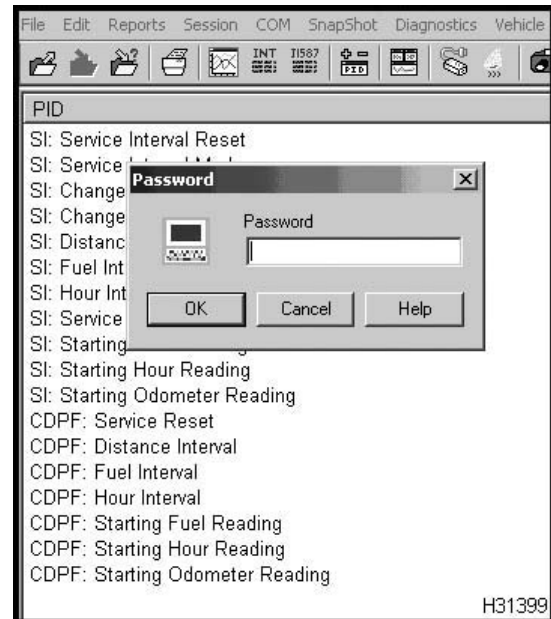 File Edit Reports Session COM SnapShot Diagnostics Vehicle
INT II587
PID
PID
SI: Service Interval Reset
SI: Service
Password
SI: Change
SI: Change
Password
SI: Distanc
SI: Fuel Int
SI: Hour Int
SI: Service
OK Cancel Help
SI: Starting
SI: Starting Hour Reading
SI: Starting Odometer Reading
CDPF: Service Reset
CDPF: Distance Interval
CDPF: Fuel Interval
CDPF: Hour Interval
CDPF: Starting Fuel Reading
CDPF: Starting Hour Reading
CDPF: Starting Odometer Reading
H31399